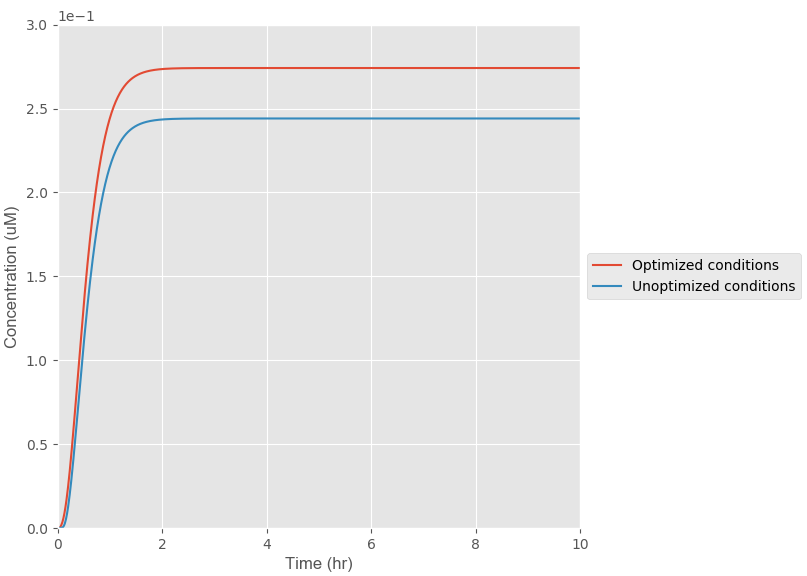 1e−1
3.0
2.5
2.0
1.5
1.0
0.5
0.0
Concentration (uM)
0 2 4 6 8 10
Time (hr)
Optimized conditions
Unoptimized conditions